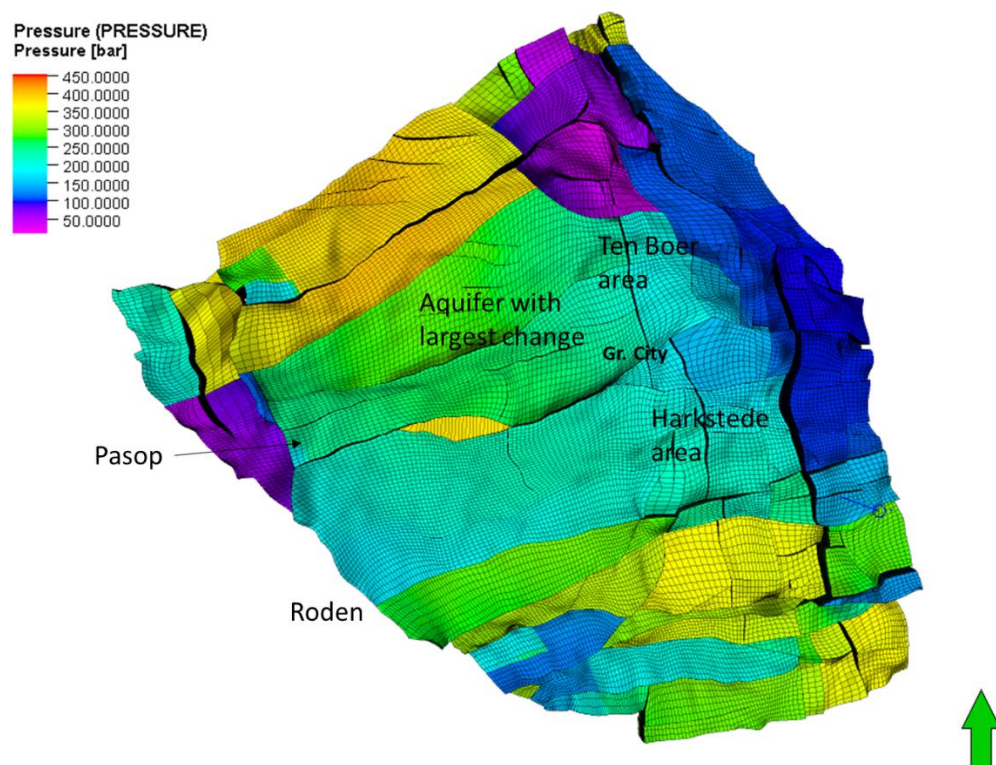 Pressure (PRESSURE)
Pressure [bar]
450.0000
400.0000
350.0000
300.0000
250.0000
200.0000
150.0000
100.0000
50.0000
Ten Boer
area
Aquifer with
largest change
Gr. City
Harkstede
area
Pasop
Roden